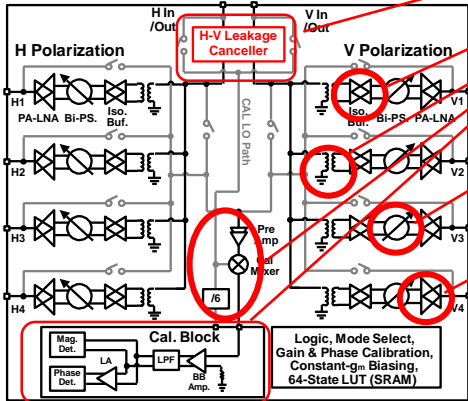 H In
/Out
V In
/Out
H-V Leakage
Canceller
H Polarization
V Polarization
H1
PA-LNA Bi-PS. Iso.
Buf.
Iso.
Buf.
Bi-PS. PA-LNA
V1
CAL LO Path
H2
V2
H3
V3
Pre
Amp
Cal
Mixer
H4
/6
V4
Cal. Block
Mag.
Det.
LA
LPF
Phase
Det.
BB
Amp.
Logic, Mode Select,
Gain & Phase Calibration,
Constant-gm Biasing,
64-State LUT (SRAM)